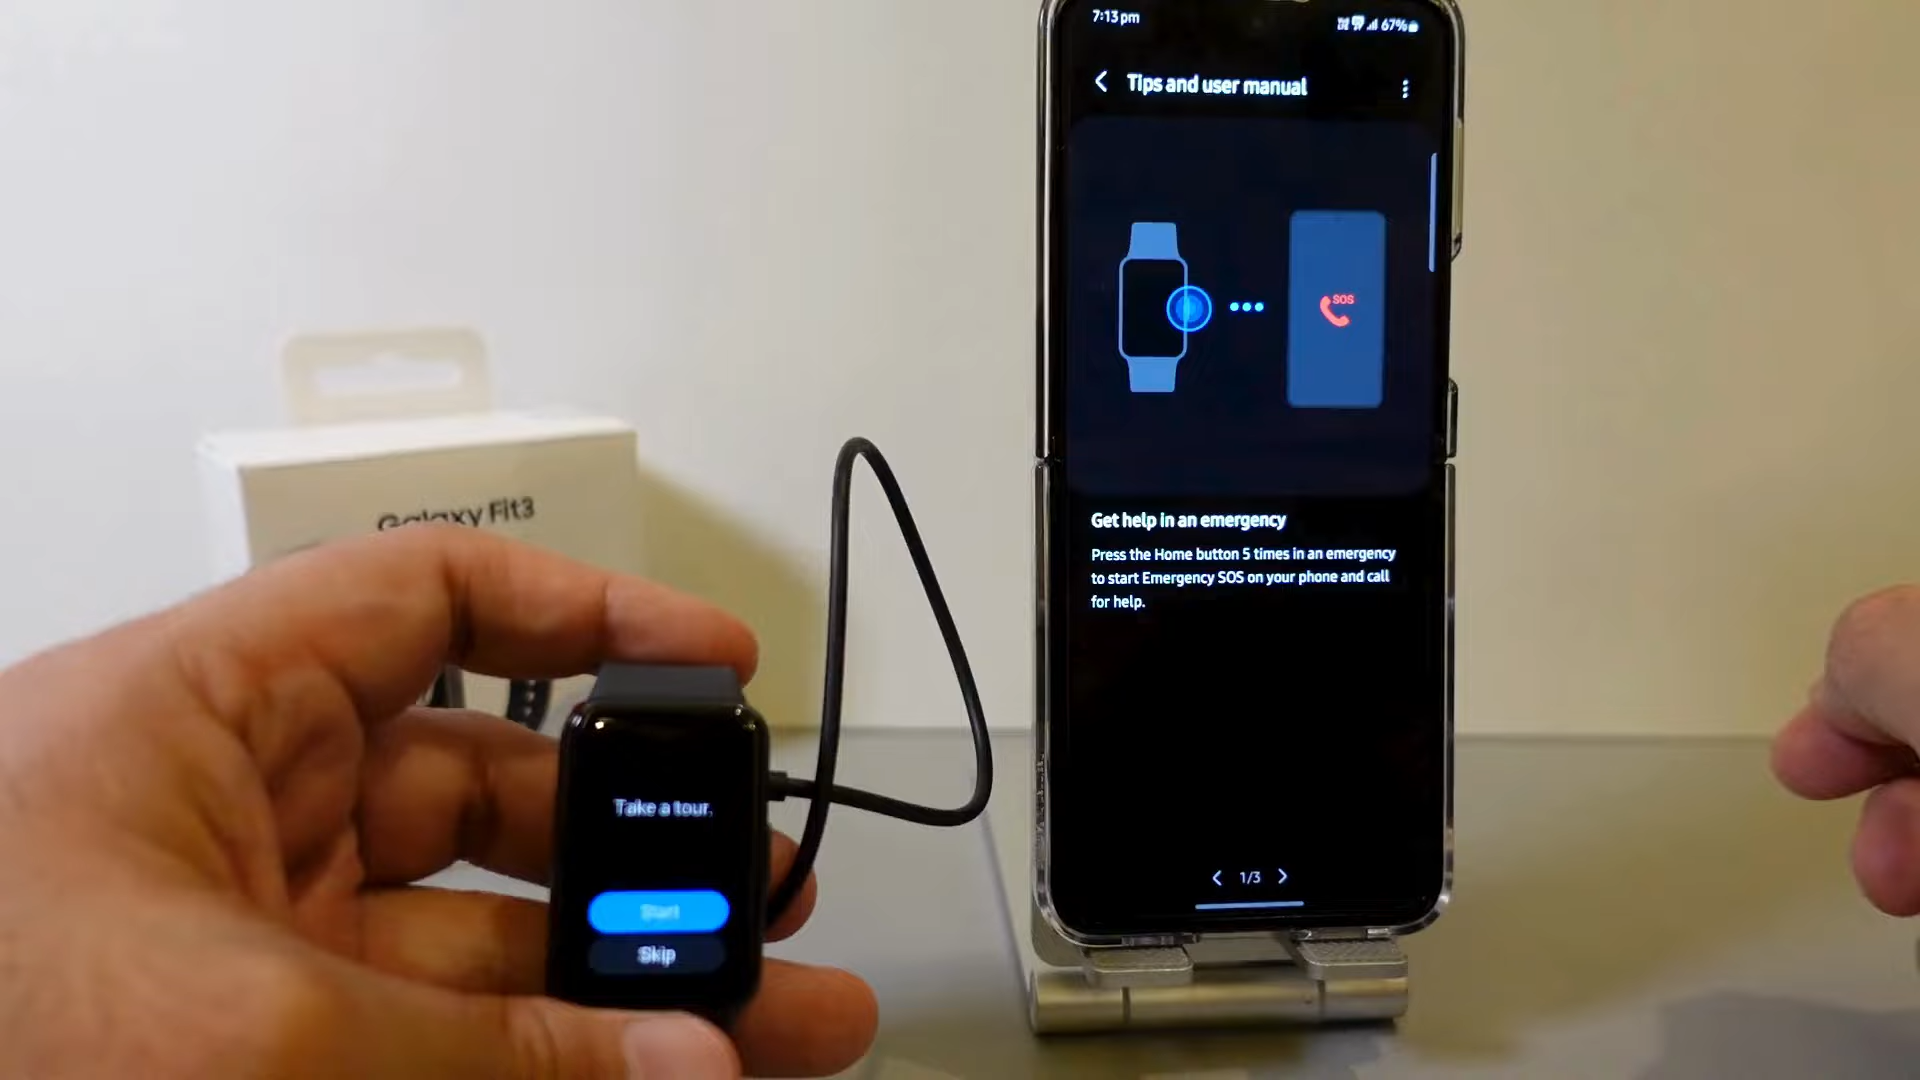 7:13pm
67%
Tips and user manual
SOS
Get help in an emergency
Press the Home button 5 times in an emergency
to start Emergency SOS on your phone and call
for help.
1/3
Galaxy Fit3
Take a tour.
Start
Skip